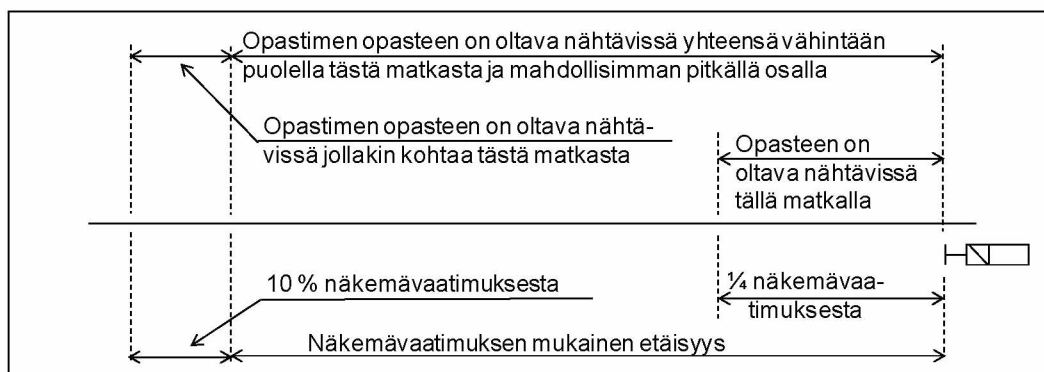 Opastimen opasteen on oltava nähtävissä yhteensä vähintään
puolella tästä matkasta ja mahdollisimman pitkällä osalla
Opastimen opasteen on oltava nähtä-
vissä jollakin kohtaa tästä matkasta
Opasteen on
oltava nähtävissä
tällä matkalla
10 % näkemävaatimuksesta
¼ näkemävaa-
timuksesta
Näkemävaatimuksen mukainen etäisyys